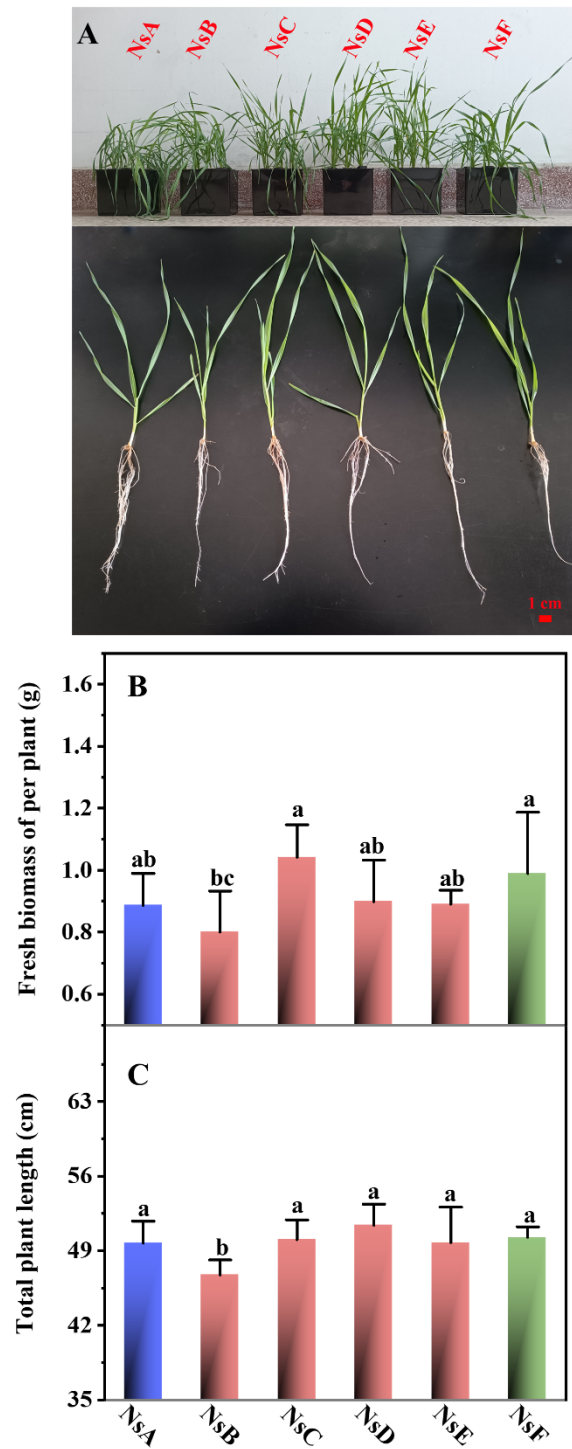 A
NsA NsB NsC NsD NsE NsF
1 cm
B
Fresh biomass of per plant (g)
1.6
1.4
1.2
1.0
0.8
0.6
ab bc a ab ab a
C
Total plant length (cm)
63
56
49
42
35
a b a a a a
NsA NsB NsC NsD NsE NsF